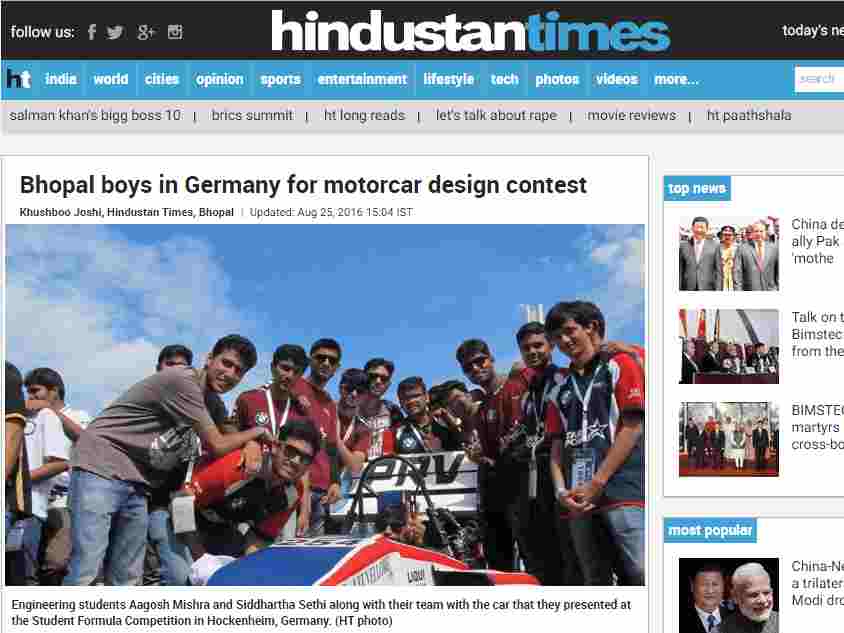 follow us:
hindustantimes
today's ne
ht india world cities opinion sports entertainment lifestyle tech photos videos more...
search
salman khan's bigg boss 10 | brics summit | ht long reads | let's talk about rape | movie reviews | ht paathshala
Bhopal boys in Germany for motorcar design contest
Khushboo Joshi, Hindustan Times, Bhopal | Updated: Aug 25, 2016 15:04 IST
LIQUI
Engineering students Aagosh Mishra and Siddhartha Sethi along with their team with the car that they presented at
the Student Formula Competition in Hockenheim, Germany. (HT photo)
top news
China de
ally Pak
'mothe
Talk on t
Bimstec
from the
BIMSTEC
martyrs
cross-bo
most popular
China-Ne
a trilater
Modi dro